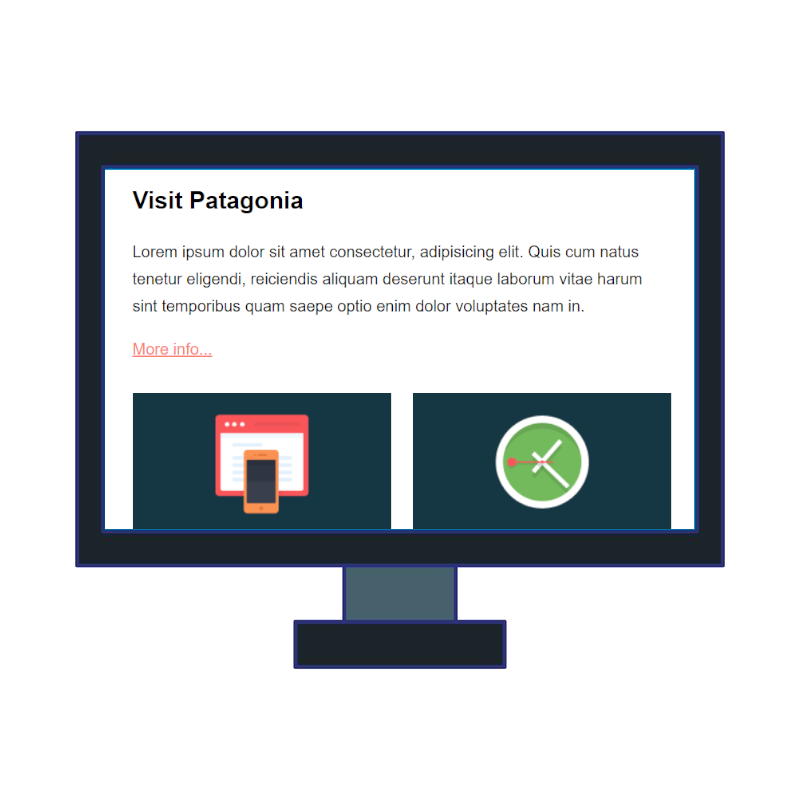 Visit Patagonia
Lorem ipsum dolor sit amet consectetur, adipisicing elit. Quis cum natus
tenetur eligendi, reiciendis aliquam deserunt itaque laborum vitae harum
sint temporibus quam saepe optio enim dolor voluptates nam in.
More info...